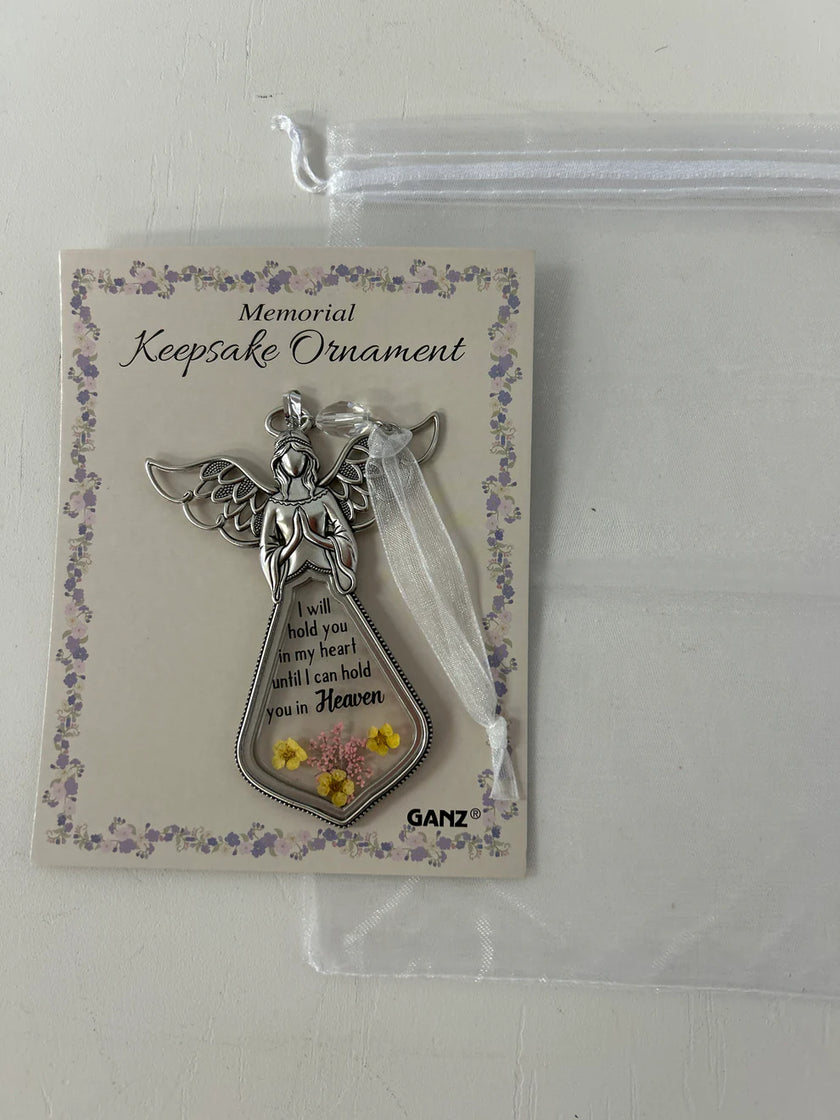 Memorial
Keepsake Ornament
I will
hold you
in my heart
until I can hold
you in Heaven
GANZ®